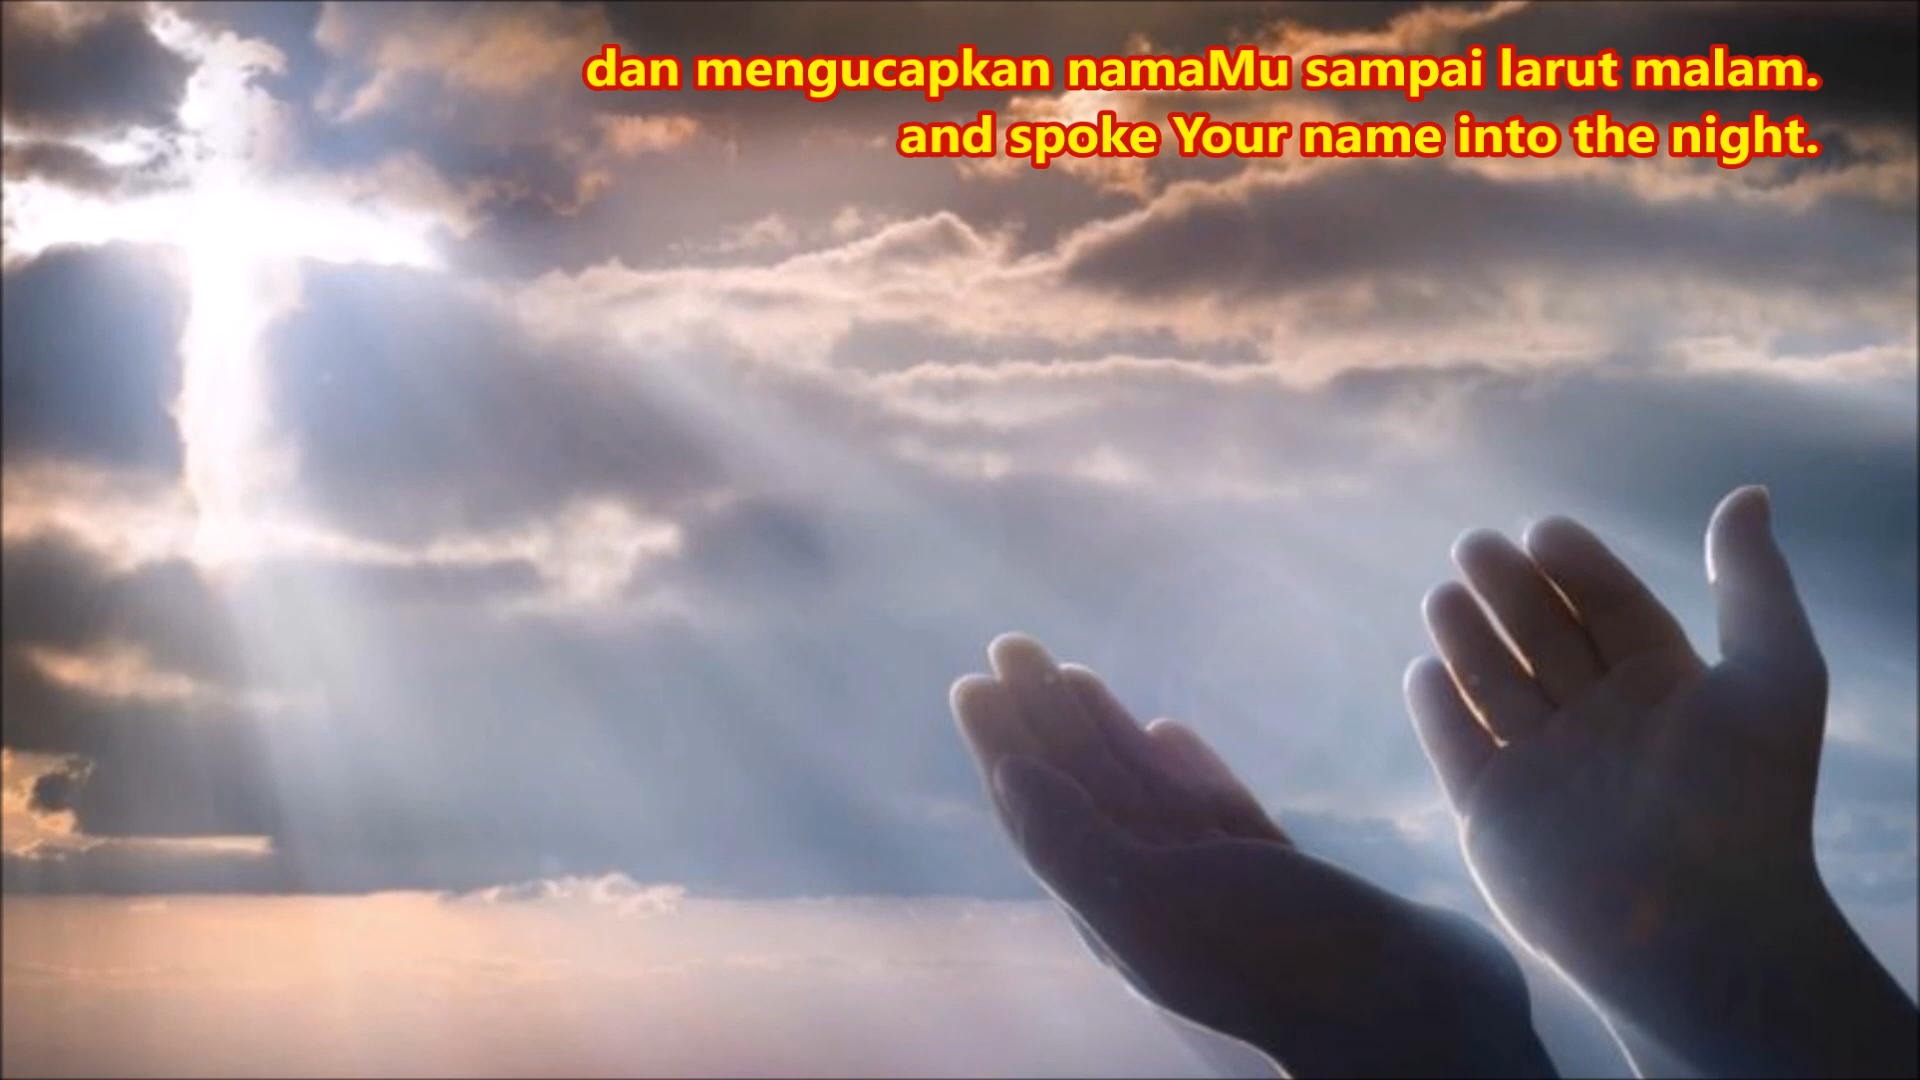 dan mengucapkan namaMu sampai larut malam.
and spoke Your name into the night.